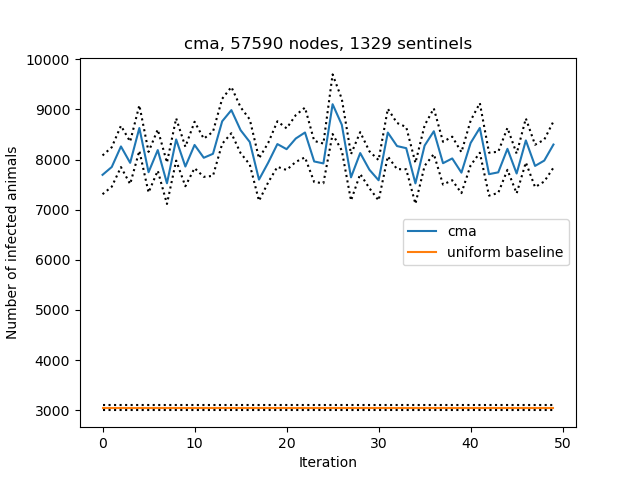 cma, 57590 nodes, 1329 sentinels
10000
9000
8000
7000
6000
5000
4000
3000
Number of infected animals
cma
uniform baseline
0 10 20 30 40 50
Iteration